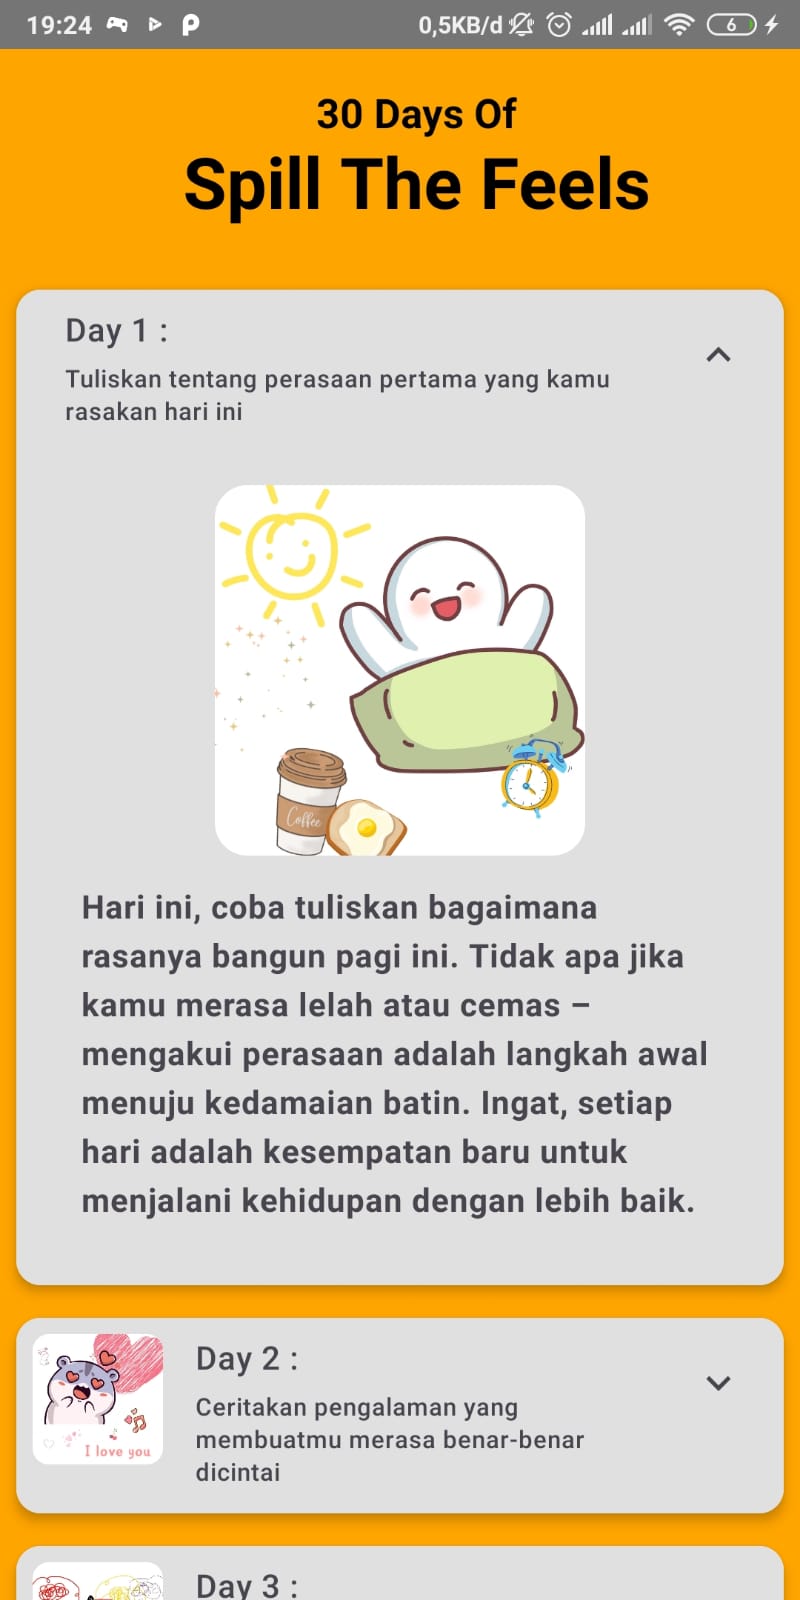 19:24
0,5KB/d
6
30 Days Of
Spill The Feels
Day 1 :
Tuliskan tentang perasaan pertama yang kamu
rasakan hari ini
Coffee
Hari ini, coba tuliskan bagaimana
rasanya bangun pagi ini. Tidak apa jika
kamu merasa lelah atau cemas –
mengakui perasaan adalah langkah awal
menuju kedamaian batin. Ingat, setiap
hari adalah kesempatan baru untuk
menjalani kehidupan dengan lebih baik.
Day 2 :
Ceritakan pengalaman yang
membuatmu merasa benar-benar
dicintai
I love you
Day 3 :